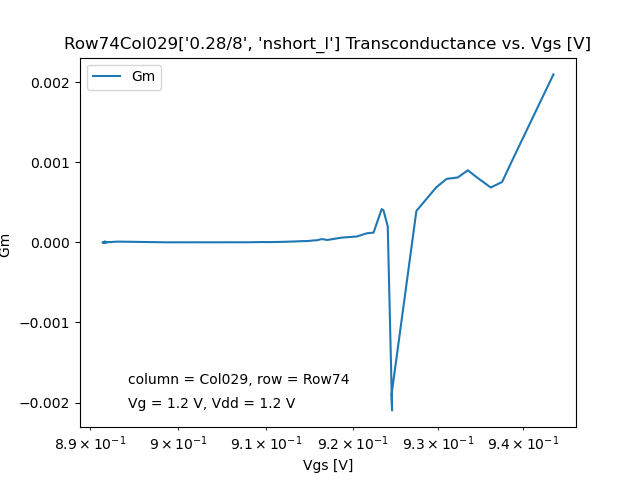 Row74Col029['0.28/8', 'nshort_l'] Transconductance vs. Vgs [V]
Gm
0.002
0.001
0.000
−0.001
−0.002
Gm
column = Col029, row = Row74
Vg = 1.2 V, Vdd = 1.2 V
8.9 × 10⁻¹ 9 × 10⁻¹ 9.1 × 10⁻¹ 9.2 × 10⁻¹ 9.3 × 10⁻¹ 9.4 × 10⁻¹
Vgs [V]